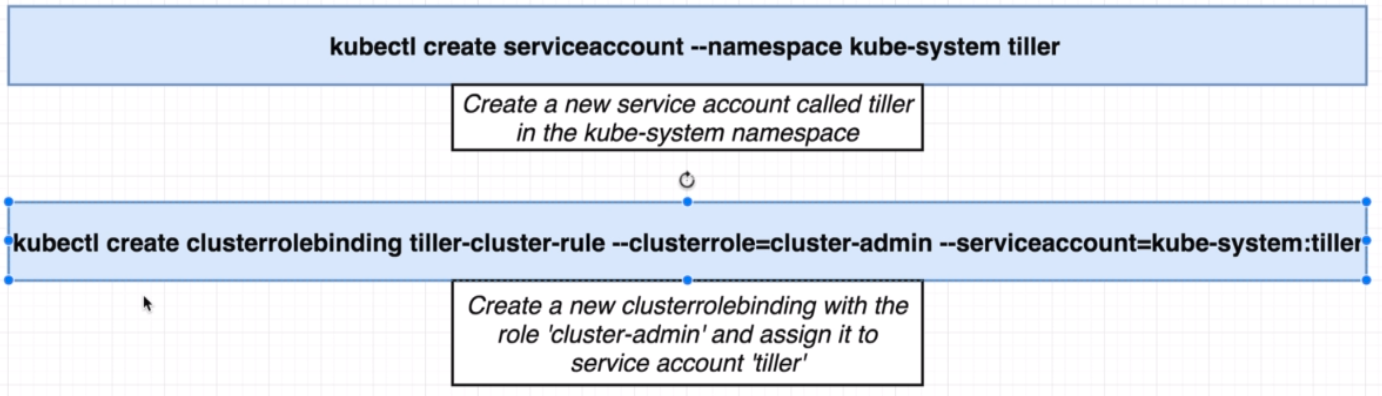 kubectl create serviceaccount --namespace kube-system tiller
Create a new service account called tiller
in the kube-system namespace
kubectl create clusterrolebinding tiller-cluster-rule --clusterrole=cluster-admin --serviceaccount=kube-system:tiller
Create a new clusterrolebinding with the
role 'cluster-admin' and assign it to
service account 'tiller'